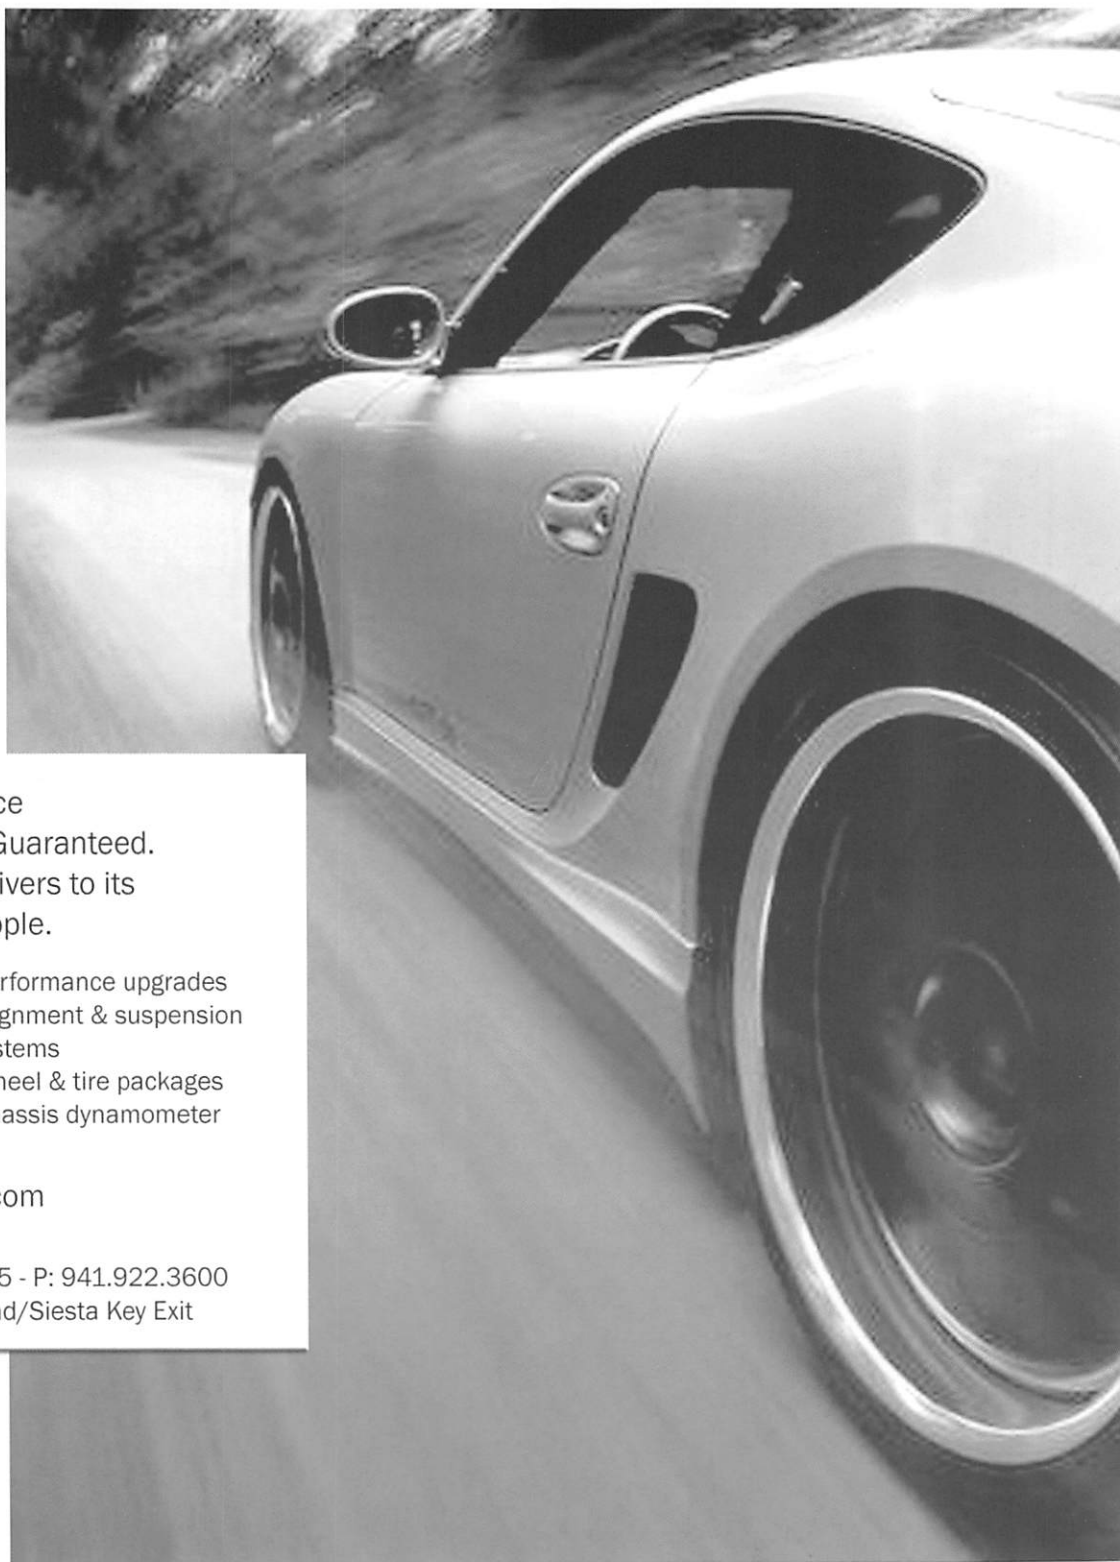 ce
Guaranteed.
ivers to its
ople.
rformance upgrades
gnment & suspension
stems
heel & tire packages
assis dynamometer
com
5 - P: 941.922.3600
d/Siesta Key Exit